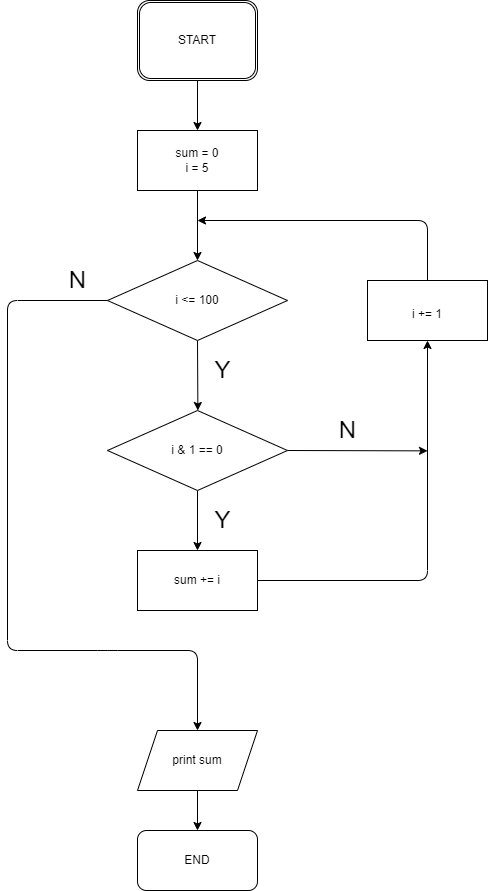 START
sum = 0
i = 5
N
i <= 100
i += 1
Y
i & 1 == 0
N
Y
sum += i
print sum
END